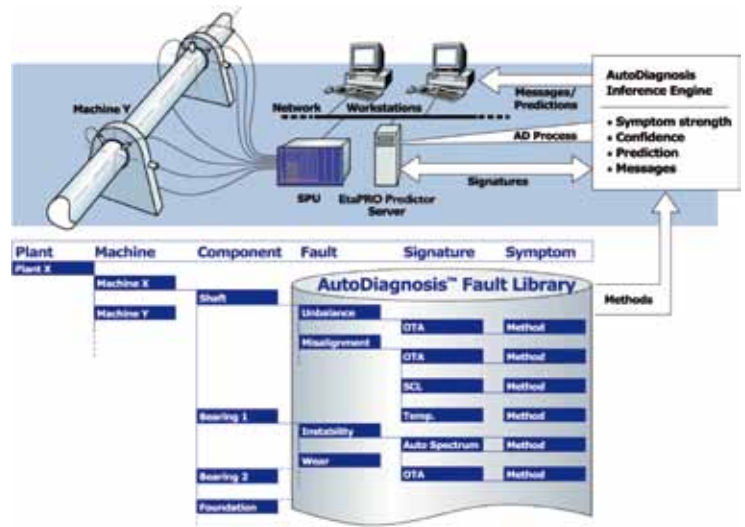 Machine Y
Network Workstations
Messages/
Predictions
AutoDiagnosis
Inference Engine
• Symptom strength
• Confidence
• Prediction
• Messages
AD Process
SPU
EtaPRO Predictor
Server
Signatures
Plant Machine Component Fault Signature Symptom
Plant X
AutoDiagnosis™ Fault Library
Methods
Machine X
Shaft
Machine Y
Unbalance
OTA Method
Misalignment
OTA Method
SCL Method
Bearing 1
Temp. Method
Instability
Auto Spectrum Method
Wear
Bearing 2
OTA Method
Foundation